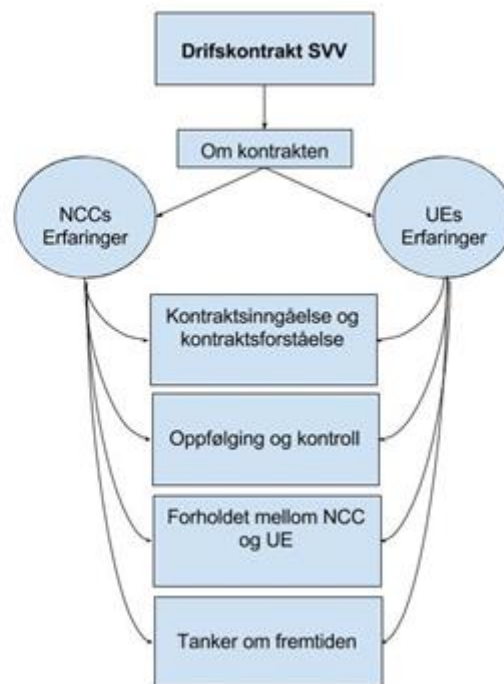 Drifskontrakt SVV
Om kontrakten
NCCs
Erfaringer
UEs
Erfaringer
Kontraktsinngåelse og
kontraktsforståelse
Oppfølging og kontroll
Forholdet mellom NCC
og UE
Tanker om fremtiden